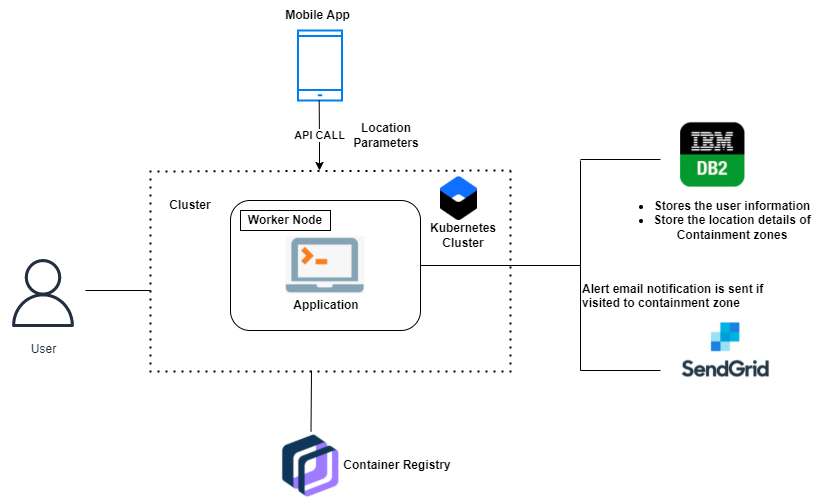 Mobile App
API CALL
Location
Parameters
Cluster
Worker Node
Application
Kubernetes
Cluster
IBM
DB2
• Stores the user information
• Store the location details of
Containment zones
User
Alert email notification is sent if
visited to containment zone
SendGrid
Container Registry